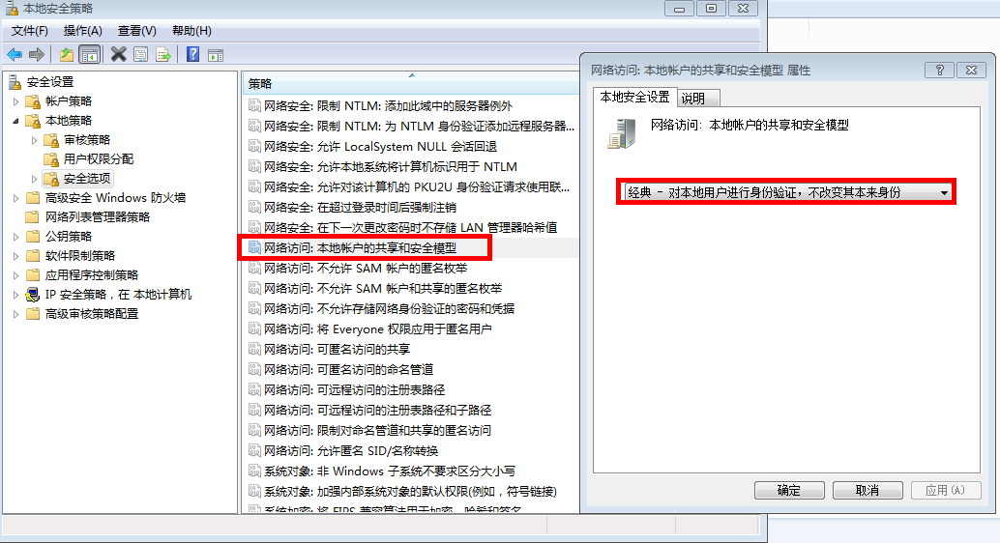 本地安全策略
文件(F) 操作(A) 查看(V) 帮助(H)
安全设置
帐户策略
本地策略
审核策略
用户权限分配
安全选项
高级安全 Windows 防火墙
网络列表管理器策略
公钥策略
软件限制策略
应用程序控制策略
IP 安全策略，在 本地计算机
高级审核策略配置
策略
网络安全: 限制 NTLM: 添加此域中的服务器例外
网络安全: 限制 NTLM: 为 NTLM 身份验证添加远程服务器...
网络安全: 允许 LocalSystem NULL 会话回退
网络安全: 允许本地系统将计算机标识用于 NTLM
网络安全: 允许对该计算机的 PKU2U 身份验证请求使用联...
网络安全: 在超过登录时间后强制注销
网络安全: 在下一次更改密码时不存储 LAN 管理器哈希值
网络访问: 本地帐户的共享和安全模型
网络访问: 不允许 SAM 帐户的匿名枚举
网络访问: 不允许 SAM 帐户和共享的匿名枚举
网络访问: 不允许存储网络身份验证的密码和凭据
网络访问: 将 Everyone 权限应用于匿名用户
网络访问: 可匿名访问的共享
网络访问: 可匿名访问的命名管道
网络访问: 可远程访问的注册表路径
网络访问: 可远程访问的注册表路径和子路径
网络访问: 限制对命名管道和共享的匿名访问
网络访问: 允许匿名 SID/名称转换
系统对象: 非 Windows 子系统不要求区分大小写
系统对象: 加强内部系统对象的默认权限(例如，符号链接)
系统加密: 将 FIPS 兼容算法用于加密、哈希和签名
网络访问: 本地帐户的共享和安全模型 属性
本地安全设置 说明
网络访问: 本地帐户的共享和安全模型
经典 - 对本地用户进行身份验证，不改变其本来身份
确定 取消 应用(A)